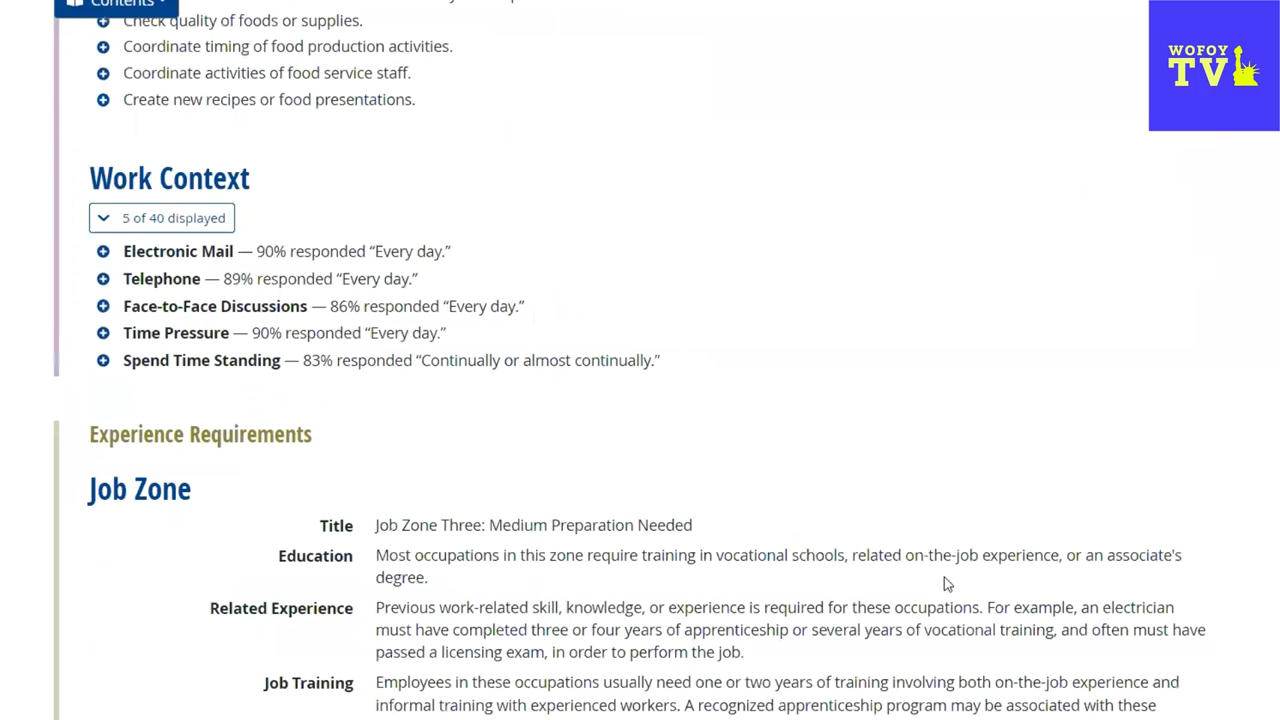 Contents
Check quality of foods or supplies.
Coordinate timing of food production activities.
Coordinate activities of food service staff.
Create new recipes or food presentations.
WOFOY
TV
Work Context
5 of 40 displayed
Electronic Mail — 90% responded “Every day.”
Telephone — 89% responded “Every day.”
Face-to-Face Discussions — 86% responded “Every day.”
Time Pressure — 90% responded “Every day.”
Spend Time Standing — 83% responded “Continually or almost continually.”
Experience Requirements
Job Zone
Title Job Zone Three: Medium Preparation Needed
Education Most occupations in this zone require training in vocational schools, related on-the-job experience, or an associate's
degree.
Related Experience Previous work-related skill, knowledge, or experience is required for these occupations. For example, an electrician
must have completed three or four years of apprenticeship or several years of vocational training, and often must have
passed a licensing exam, in order to perform the job.
Job Training Employees in these occupations usually need one or two years of training involving both on-the-job experience and
informal training with experienced workers. A recognized apprenticeship program may be associated with these